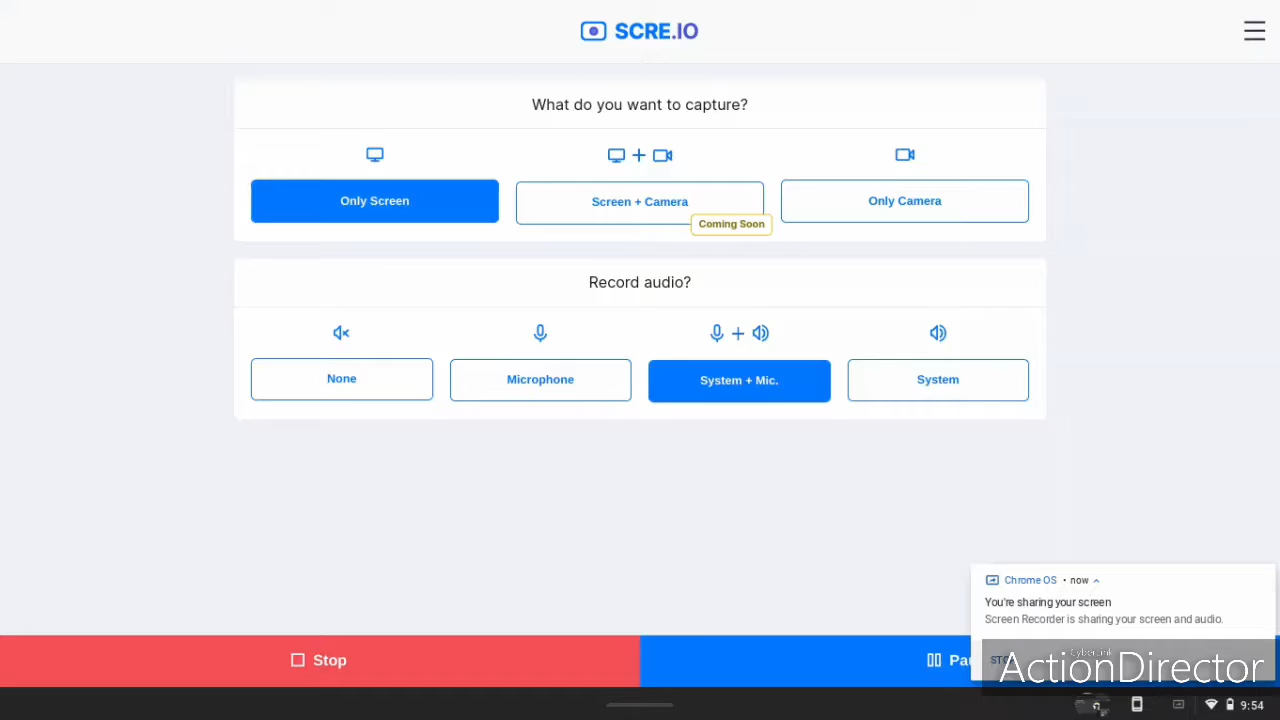 SCRE.IO
What do you want to capture?
Only Screen
Screen + Camera
Only Camera
Coming Soon
Record audio?
None
Microphone
System + Mic.
System
Chrome OS • now
You're sharing your screen
Screen Recorder is sharing your screen and audio.
Stop
CyberLink
ActionDirector
9:54